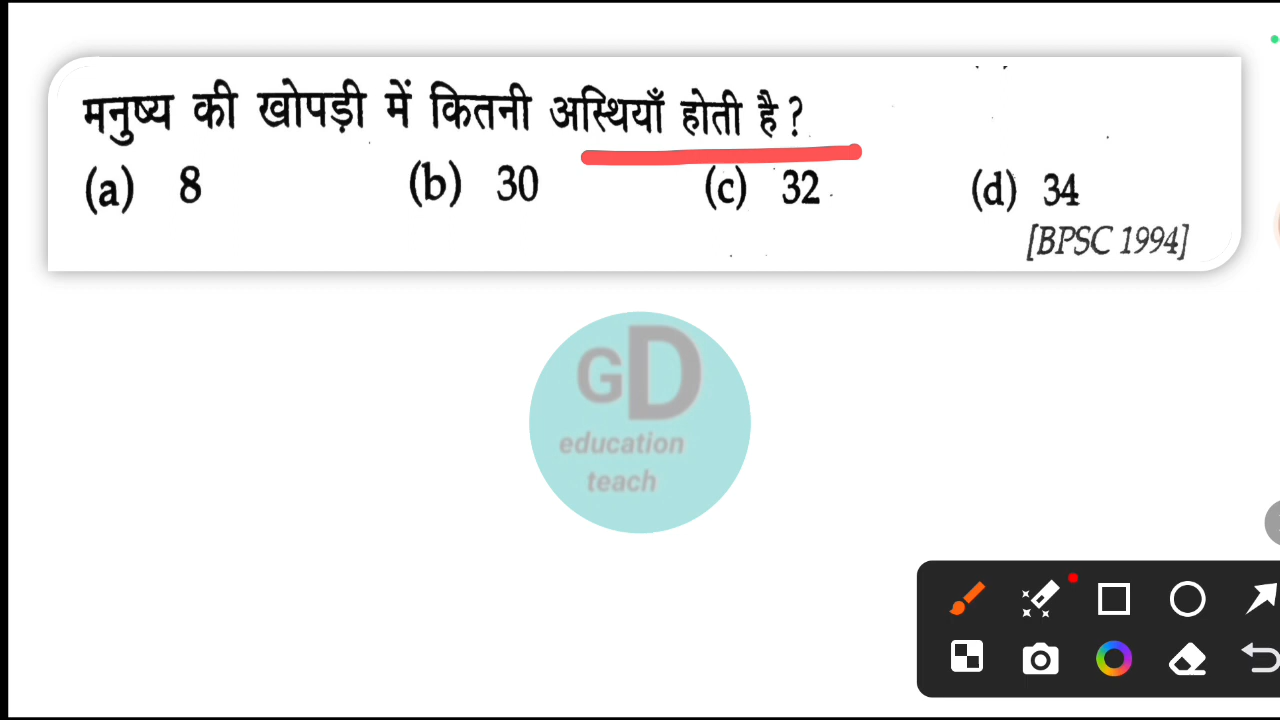 मनुष्य की खोपड़ी में कितनी अस्थियाँ होती है ?
(a) 8 (b) 30 (c) 32 (d) 34
[BPSC 1994]
GD
education
teach